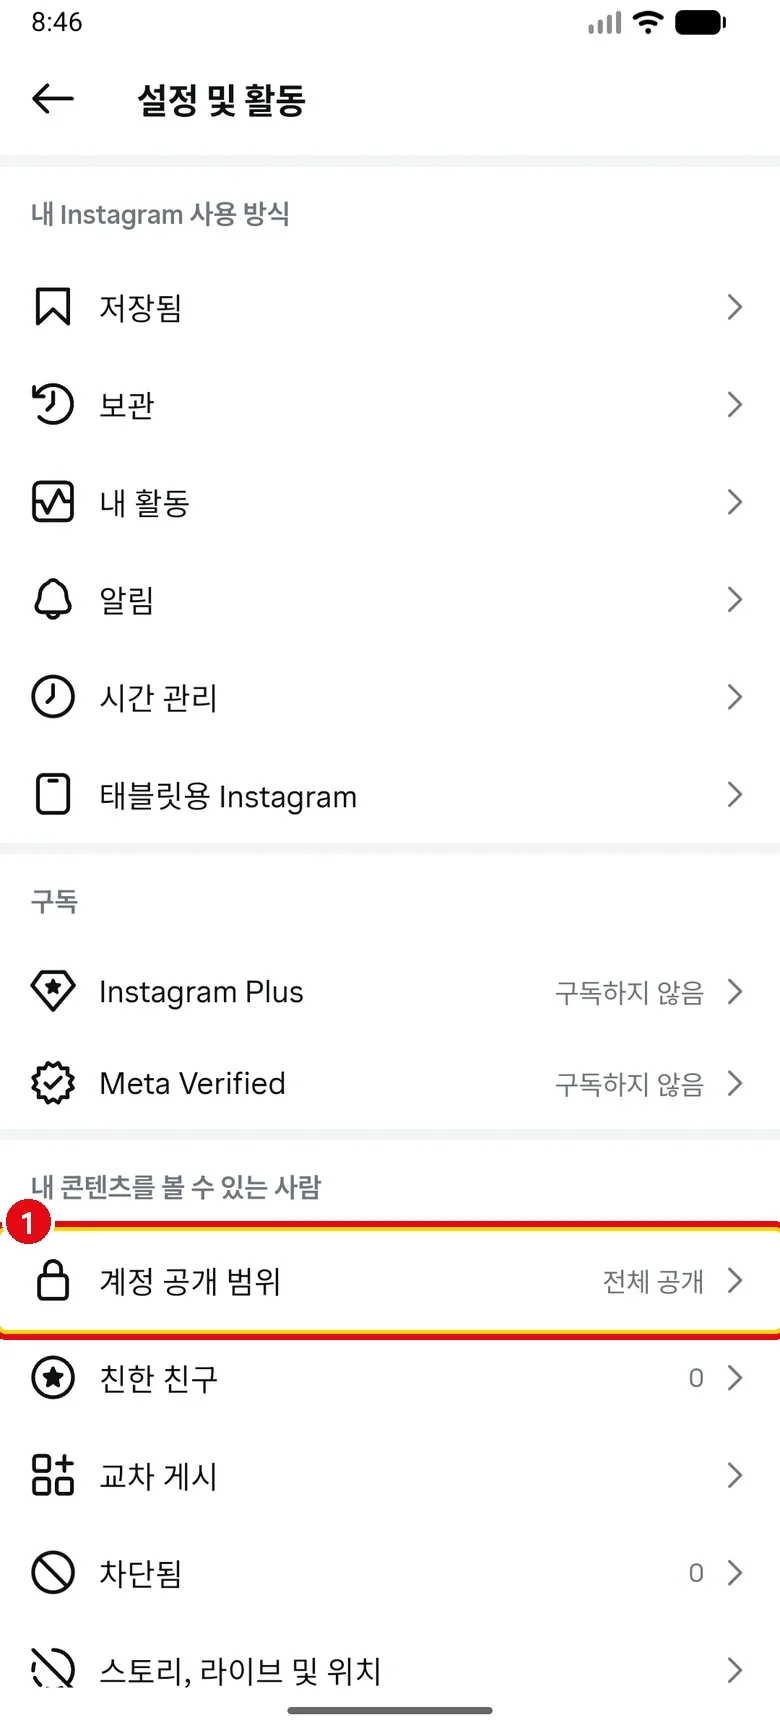 8:46
설정 및 활동
내 Instagram 사용 방식
저장됨
보관
내 활동
알림
시간 관리
태블릿용 Instagram
구독
Instagram Plus 구독하지 않음
Meta Verified 구독하지 않음
내 콘텐츠를 볼 수 있는 사람
1
계정 공개 범위 전체 공개
친한 친구 0
교차 게시
차단됨 0
스토리, 라이브 및 위치